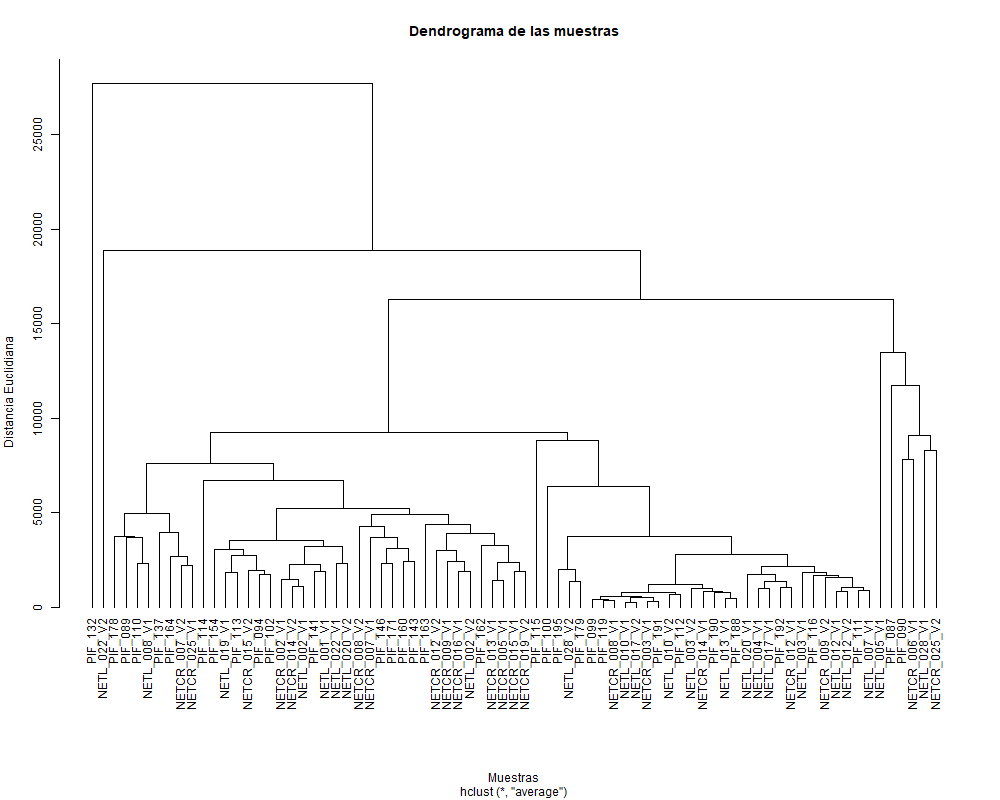 Dendrograma de las muestras
Distancia Euclidiana
25000
20000
15000
10000
5000
0
PIF_132
NETL_022_V2
PIF_178
PIF_089
PIF_110
NETL_008_V1
PIF_137
PIF_164
NETCR_007_V2
NETCR_025_V1
PIF_114
PIF_154
NETL_019_V1
PIF_113
NETCR_015_V2
PIF_094
PIF_102
NETCR_002_V1
NETCR_014_V2
NETL_002_V1
PIF_141
NETL_001_V1
NETL_022_V1
NETL_020_V2
NETCR_008_V2
NETCR_007_V1
PIF_146
PIF_171
PIF_160
PIF_143
PIF_163
NETCR_002_V2
NETCR_009_V1
NETCR_016_V1
NETL_002_V2
PIF_162
NETCR_013_V1
NETCR_005_V1
NETCR_015_V1
NETCR_019_V2
PIF_115
PIF_100
PIF_195
NETL_028_V2
PIF_179
PIF_099
PIF_119
NETCR_008_V1
NETL_010_V1
NETL_017_V2
NETCR_003_V1
PIF_191
NETL_010_V2
PIF_112
NETL_003_V2
NETCR_014_V1
PIF_190
NETL_013_V1
PIF_188
NETL_020_V1
NETL_004_V1
NETL_017_V1
PIF_192
NETCR_012_V1
NETL_003_V1
PIF_116
NETCR_009_V2
NETL_012_V1
NETL_012_V2
PIF_111
NETL_007_V1
NETL_005_V1
PIF_087
PIF_090
NETCR_006_V1
NETL_028_V1
NETCR_025_V2
Muestras
hclust (*, "average")